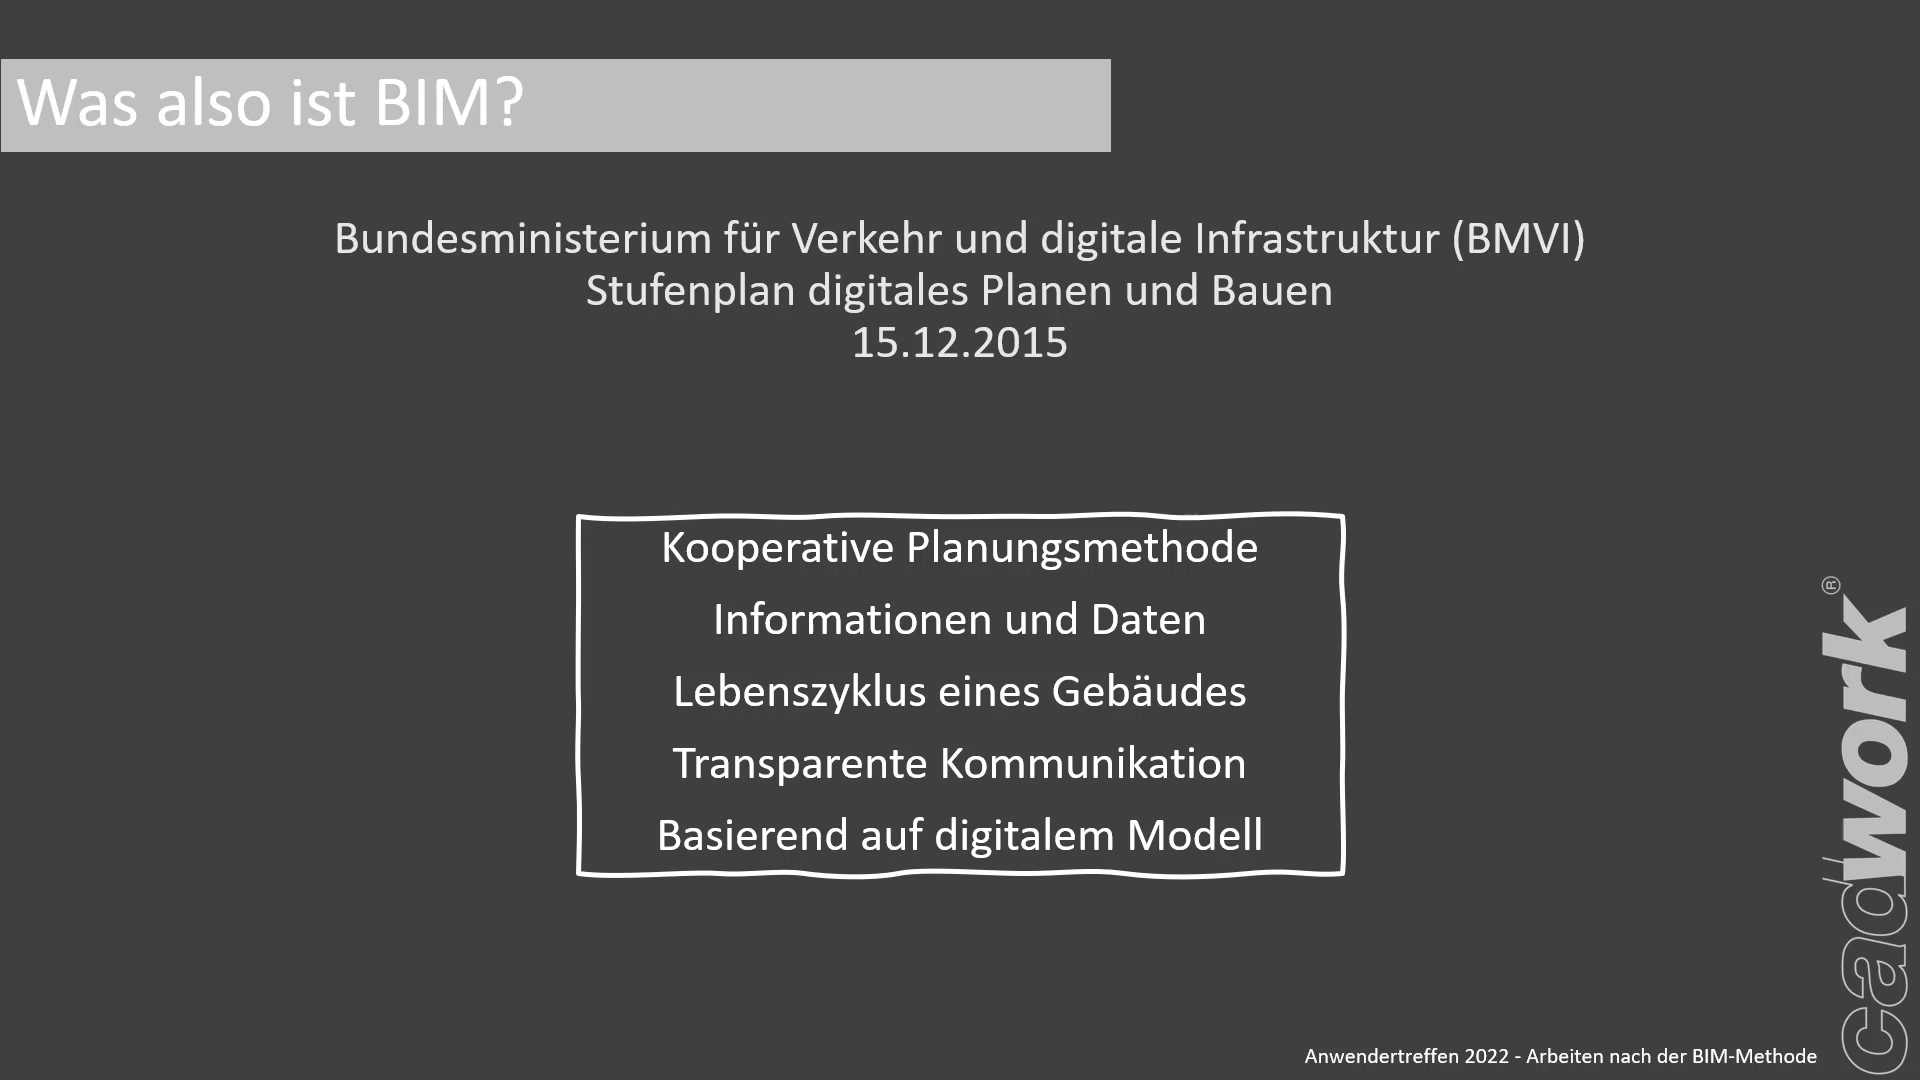 Was also ist BIM?
Bundesministerium für Verkehr und digitale Infrastruktur (BMVI)
Stufenplan digitales Planen und Bauen
15.12.2015
Kooperative Planungsmethode
Informationen und Daten
Lebenszyklus eines Gebäudes
Transparente Kommunikation
Basierend auf digitalem Modell
cadwork®
Anwendertreffen 2022 - Arbeiten nach der BIM-Methode